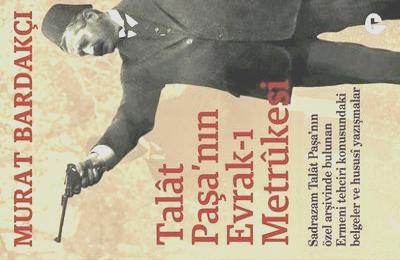 MURAT BARDAKÇI
Talât
Paşa'nın
Evrak-ı
Metrûkesi
Sadrazam Talât Paşa'nın
özel arşivinde bulunan
Ermeni tehciri konusundaki
belgeler ve hususî yazışmalar